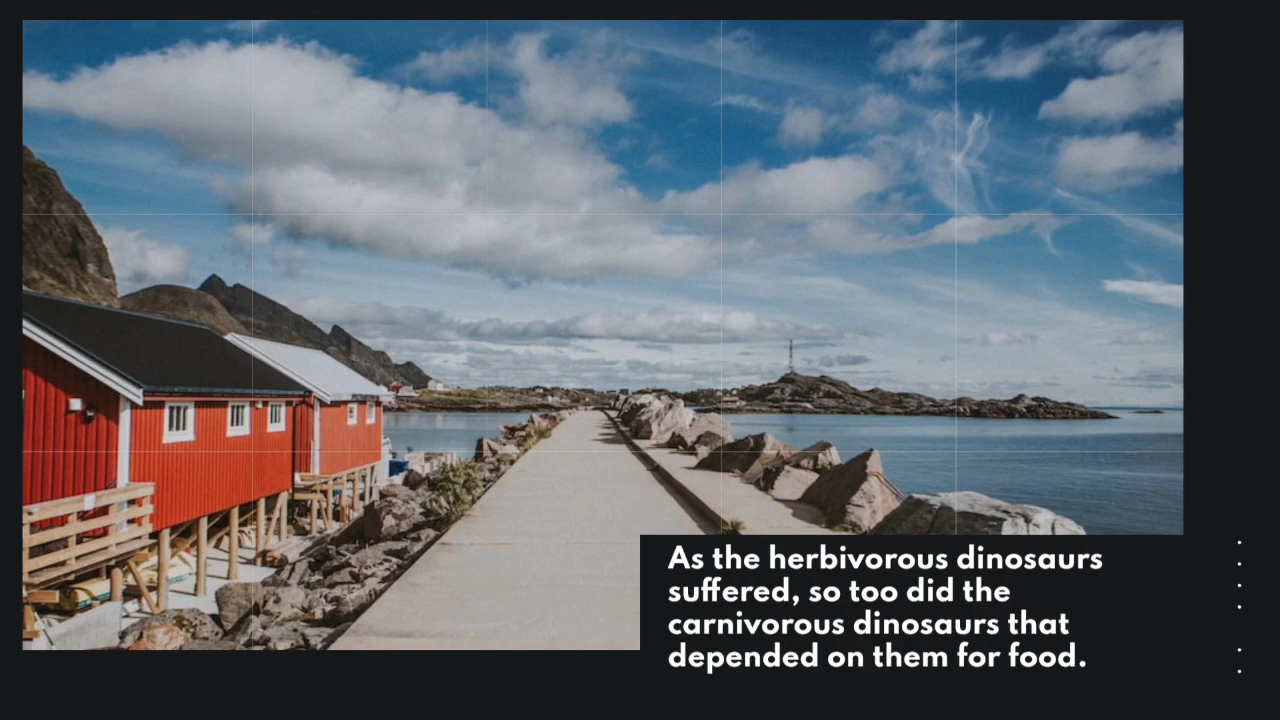 As the herbivorous dinosaurs
suffered, so too did the
carnivorous dinosaurs that
depended on them for food.